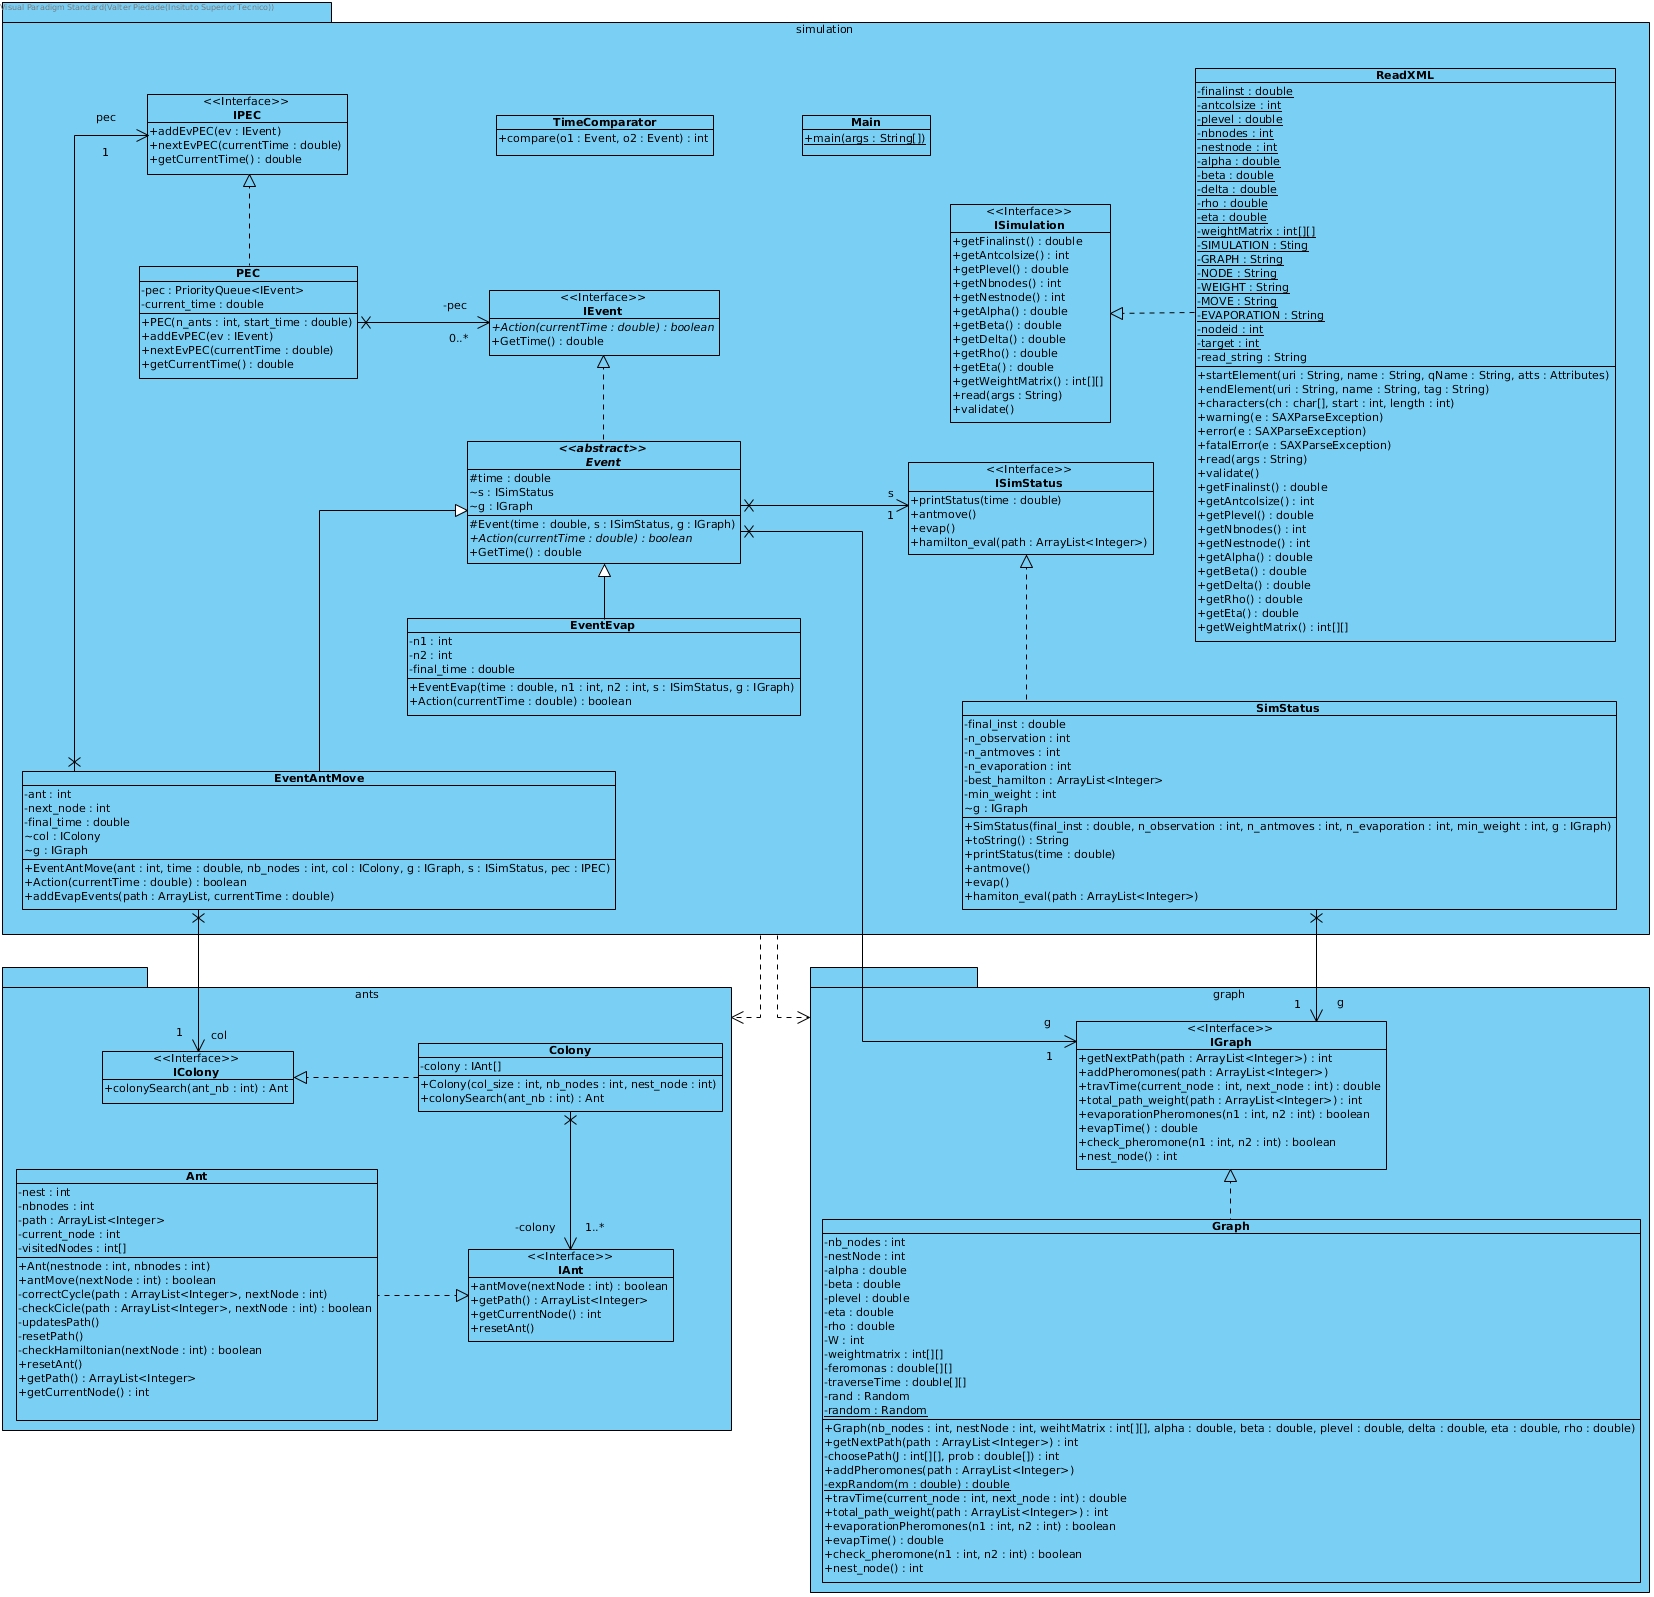 Visual Paradigm Standard(Valter Piedade(Insituto Superior Tecnico))
simulation
pec
1
<<Interface>>
IPEC
+addEvPEC(ev : IEvent)
+nextEvPEC(currentTime : double)
+getCurrentTime() : double
TimeComparator
+compare(o1 : Event, o2 : Event) : int
Main
+main(args : String[])
ReadXML
-finalinst : double
-antcolsize : int
-plevel : double
-nbnodes : int
-nestnode : int
-alpha : double
-beta : double
-delta : double
-rho : double
-eta : double
-weightMatrix : int[][]
-SIMULATION : Sting
-GRAPH : String
-NODE : String
-WEIGHT : String
-MOVE : String
-EVAPORATION : String
-nodeid : int
-target : int
-read_string : String
+startElement(uri : String, name : String, qName : String, atts : Attributes)
+endElement(uri : String, name : String, tag : String)
+characters(ch : char[], start : int, length : int)
+warning(e : SAXParseException)
+error(e : SAXParseException)
+fatalError(e : SAXParseException)
+read(args : String)
+validate()
+getFinalinst() : double
+getAntcolsize() : int
+getPlevel() : double
+getNbnodes() : int
+getNestnode() : int
+getAlpha() : double
+getBeta() : double
+getDelta() : double
+getRho() : double
+getEta() : double
+getWeightMatrix() : int[][]
<<Interface>>
ISimulation
+getFinalinst() : double
+getAntcolsize() : int
+getPlevel() : double
+getNbnodes() : int
+getNestnode() : int
+getAlpha() : double
+getBeta() : double
+getDelta() : double
+getRho() : double
+getEta() : double
+getWeightMatrix() : int[][]
+read(args : String)
+validate()
PEC
-pec : PriorityQueue<IEvent>
-current_time : double
+PEC(n_ants : int, start_time : double)
+addEvPEC(ev : IEvent)
+nextEvPEC(currentTime : double)
+getCurrentTime() : double
-pec
0..*
<<Interface>>
IEvent
+Action(currentTime : double) : boolean
+GetTime() : double
<<abstract>>
Event
#time : double
~s : ISimStatus
~g : IGraph
#Event(time : double, s : ISimStatus, g : IGraph)
+Action(currentTime : double) : boolean
+GetTime() : double
s
1
<<Interface>>
ISimStatus
+printStatus(time : double)
+antmove()
+evap()
+hamilton_eval(path : ArrayList<Integer>)
EventEvap
-n1 : int
-n2 : int
-final_time : double
+EventEvap(time : double, n1 : int, n2 : int, s : ISimStatus, g : IGraph)
+Action(currentTime : double) : boolean
SimStatus
-final_inst : double
-n_observation : int
-n_antmoves : int
-n_evaporation : int
-best_hamilton : ArrayList<Integer>
-min_weight : int
~g : IGraph
+SimStatus(final_inst : double, n_observation : int, n_antmoves : int, n_evaporation : int, min_weight : int, g : IGraph)
+toString() : String
+printStatus(time : double)
+antmove()
+evap()
+hamiton_eval(path : ArrayList<Integer>)
EventAntMove
-ant : int
-next_node : int
-final_time : double
~col : IColony
~g : IGraph
+EventAntMove(ant : int, time : double, nb_nodes : int, col : IColony, g : IGraph, s : ISimStatus, pec : IPEC)
+Action(currentTime : double) : boolean
+addEvapEvents(path : ArrayList, currentTime : double)
ants
1
col
<<Interface>>
IColony
+colonySearch(ant_nb : int) : Ant
Colony
-colony : IAnt[]
+Colony(col_size : int, nb_nodes : int, nest_node : int)
+colonySearch(ant_nb : int) : Ant
-colony
1..*
Ant
-nest : int
-nbnodes : int
-path : ArrayList<Integer>
-current_node : int
-visitedNodes : int[]
+Ant(nestnode : int, nbnodes : int)
+antMove(nextNode : int) : boolean
-correctCycle(path : ArrayList<Integer>, nextNode : int)
-checkCicle(path : ArrayList<Integer>, nextNode : int) : boolean
-updatesPath()
-resetPath()
-checkHamiltonian(nextNode : int) : boolean
+resetAnt()
+getPath() : ArrayList<Integer>
+getCurrentNode() : int
<<Interface>>
IAnt
+antMove(nextNode : int) : boolean
+getPath() : ArrayList<Integer>
+getCurrentNode() : int
+resetAnt()
graph
1
g
g
1
<<Interface>>
IGraph
+getNextPath(path : ArrayList<Integer>) : int
+addPheromones(path : ArrayList<Integer>)
+travTime(current_node : int, next_node : int) : double
+total_path_weight(path : ArrayList<Integer>) : int
+evaporationPheromones(n1 : int, n2 : int) : boolean
+evapTime() : double
+check_pheromone(n1 : int, n2 : int) : boolean
+nest_node() : int
Graph
-nb_nodes : int
-nestNode : int
-alpha : double
-beta : double
-plevel : double
-eta : double
-rho : double
-W : int
-weightmatrix : int[][]
-feromonas : double[][]
-traverseTime : double[][]
-rand : Random
-random : Random
+Graph(nb_nodes : int, nestNode : int, weihtMatrix : int[][], alpha : double, beta : double, plevel : double, delta : double, eta : double, rho : double)
+getNextPath(path : ArrayList<Integer>) : int
-choosePath(J : int[][], prob : double[]) : int
+addPheromones(path : ArrayList<Integer>)
-expRandom(m : double) : double
+travTime(current_node : int, next_node : int) : double
+total_path_weight(path : ArrayList<Integer>) : int
+evaporationPheromones(n1 : int, n2 : int) : boolean
+evapTime() : double
+check_pheromone(n1 : int, n2 : int) : boolean
+nest_node() : int